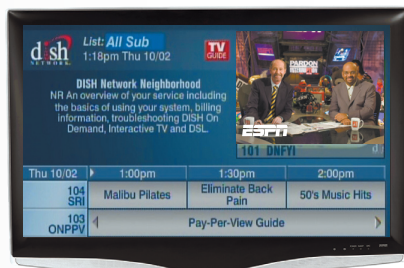 dish
NETWORK
List: All Sub
1:18pm Thu 10/02
TV
GUIDE
DISH Network Neighborhood
NR An overview of your service including
the basics of using your system, billing
information, troubleshooting DISH On
Demand, Interactive TV and DSL.
PARDON
ESPN
101 DNFYI
Thu 10/02 1:00pm 1:30pm 2:00pm
104
SRI
Malibu Pilates
Eliminate Back
Pain
50's Music Hits
103
ONPPV
Pay-Per-View Guide